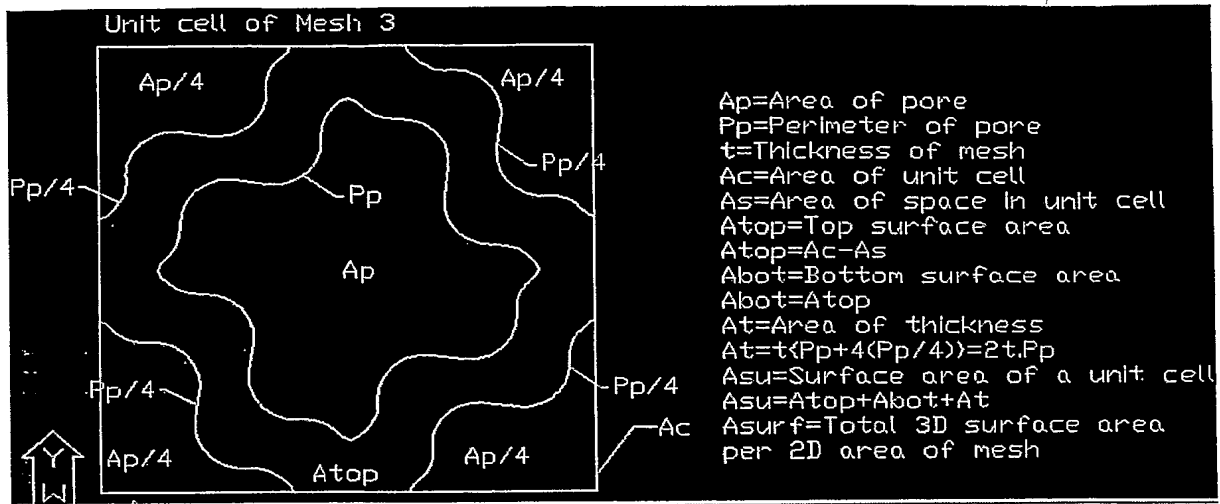 Unit cell of Mesh 3
Ap/4
Ap/4
Pp/4
Pp/4
Pp
Ap
Pp/4
Pp/4
Ac
Ap/4
Ap/4
Atop
Y
W
Ap=Area of pore
Pp=Perimeter of pore
t=Thickness of mesh
Ac=Area of unit cell
As=Area of space in unit cell
Atop=Top surface area
Atop=Ac-As
Abot=Bottom surface area
Abot=Atop
At=Area of thickness
At=t{Pp+4(Pp/4)}=2t.Pp
Asu=Surface area of a unit cell
Asu=Atop+Abot+At
Asurf=Total 3D surface area
per 2D area of mesh